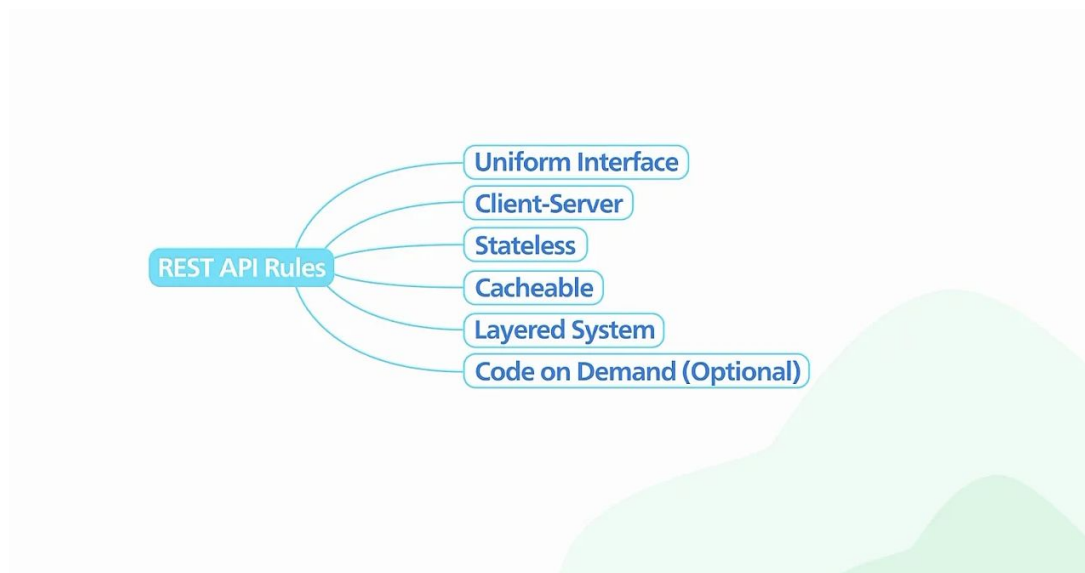 REST API Rules
Uniform Interface
Client-Server
Stateless
Cacheable
Layered System
Code on Demand (Optional)